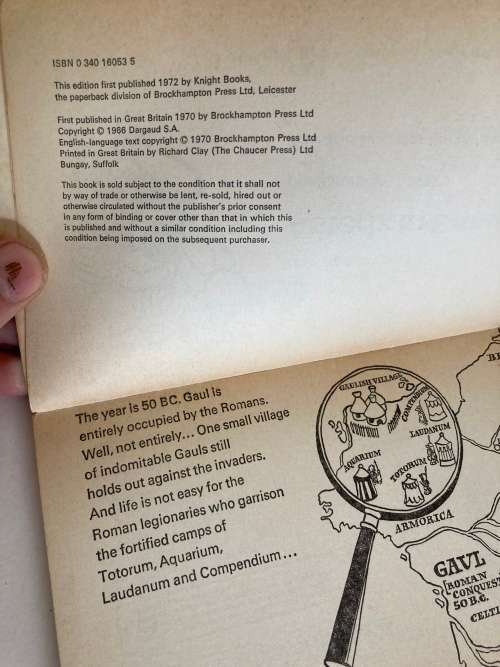 ISBN 0 340 16053 5
This edition first published 1972 by Knight Books,
the paperback division of Brockhampton Press Ltd, Leicester
First published in Great Britain 1970 by Brockhampton Press Ltd
Copyright © 1966 Dargaud S.A.
English-language text copyright © 1970 Brockhampton Press Ltd
Printed in Great Britain by Richard Clay (The Chaucer Press) Ltd
Bungay, Suffolk
This book is sold subject to the condition that it shall not
by way of trade or otherwise be lent, re-sold, hired out or
otherwise circulated without the publisher's prior consent
in any form of binding or cover other than that in which this
is published and without a similar condition including this
condition being imposed on the subsequent purchaser.
The year is 50 BC. Gaul is
entirely occupied by the Romans.
Well, not entirely... One small village
of indomitable Gauls still
holds out against the invaders.
And life is not easy for the
Roman legionaries who garrison
the fortified camps of
Totorum, Aquarium,
Laudanum and Compendium...
GAULISH VILLAGE
COMPENDIUM
LAUDANUM
AQUARIUM
TOTORUM
ARMORICA
GAVL
ROMAN
CONQUES
50 B.C.
CELTI